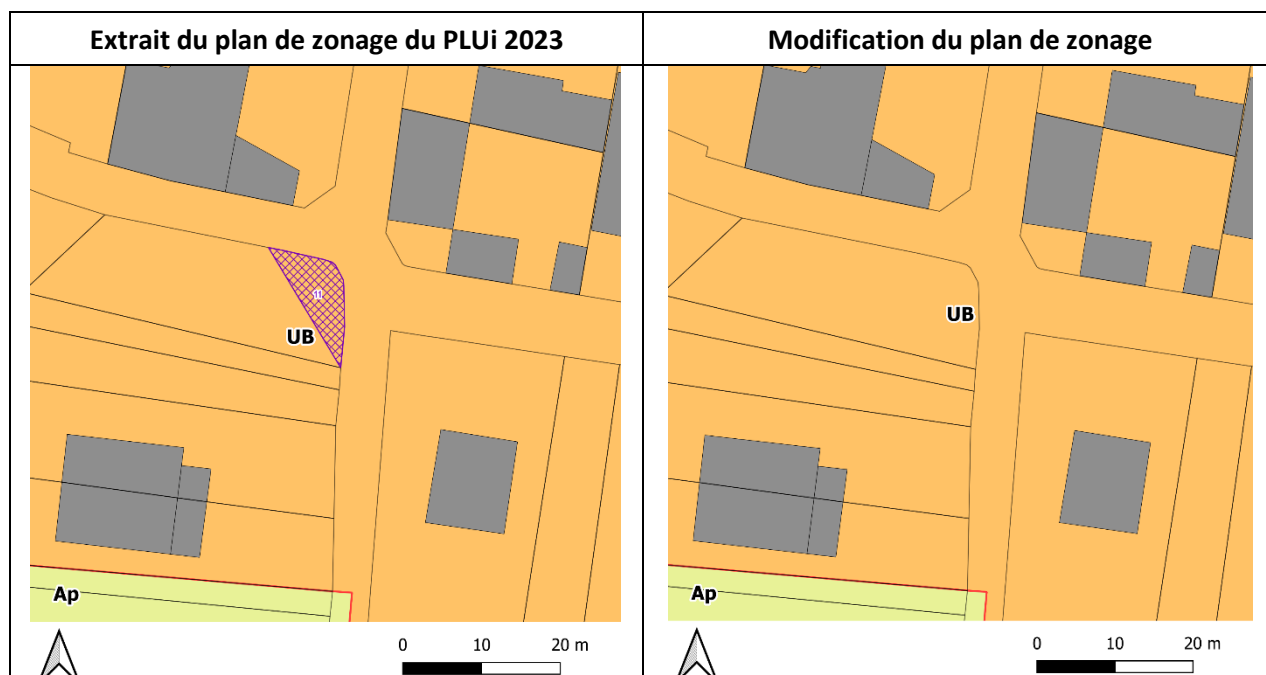 Extrait du plan de zonage du PLUi 2023
Modification du plan de zonage
11
UB
Ap
0 10 20 m
UB
Ap
0 10 20 m